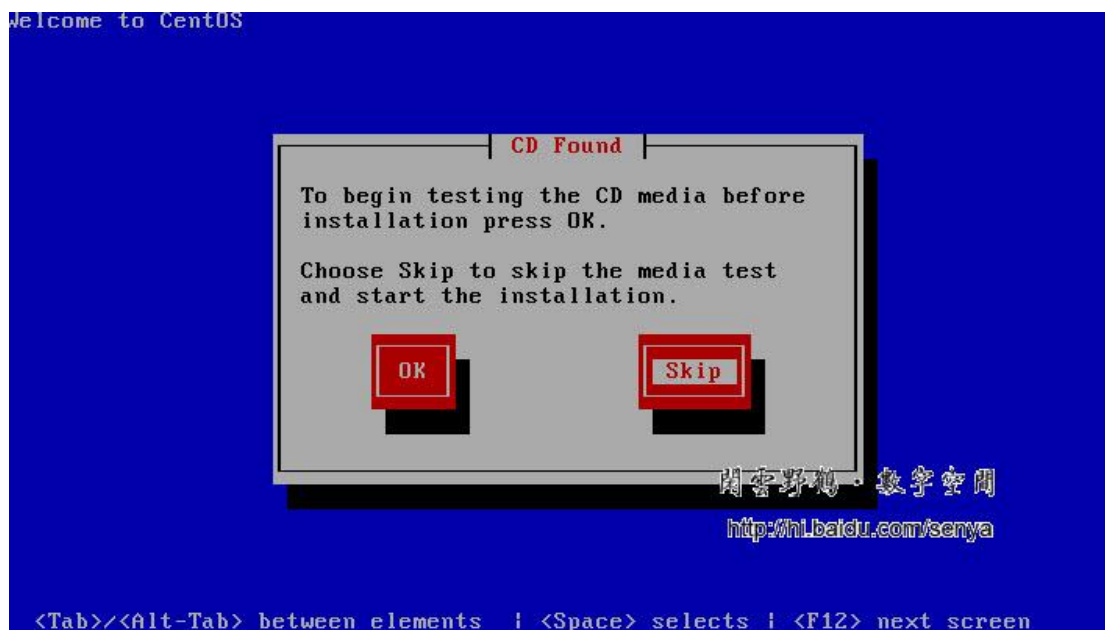 Welcome to CentOS
CD Found
To begin testing the CD media before
installation press OK.
Choose Skip to skip the media test
and start the installation.
OK
Skip
閑雲野鶴·數字空間
http://hi.baidu.com/senya
<Tab>/<Alt-Tab> between elements | <Space> selects | <F12> next screen